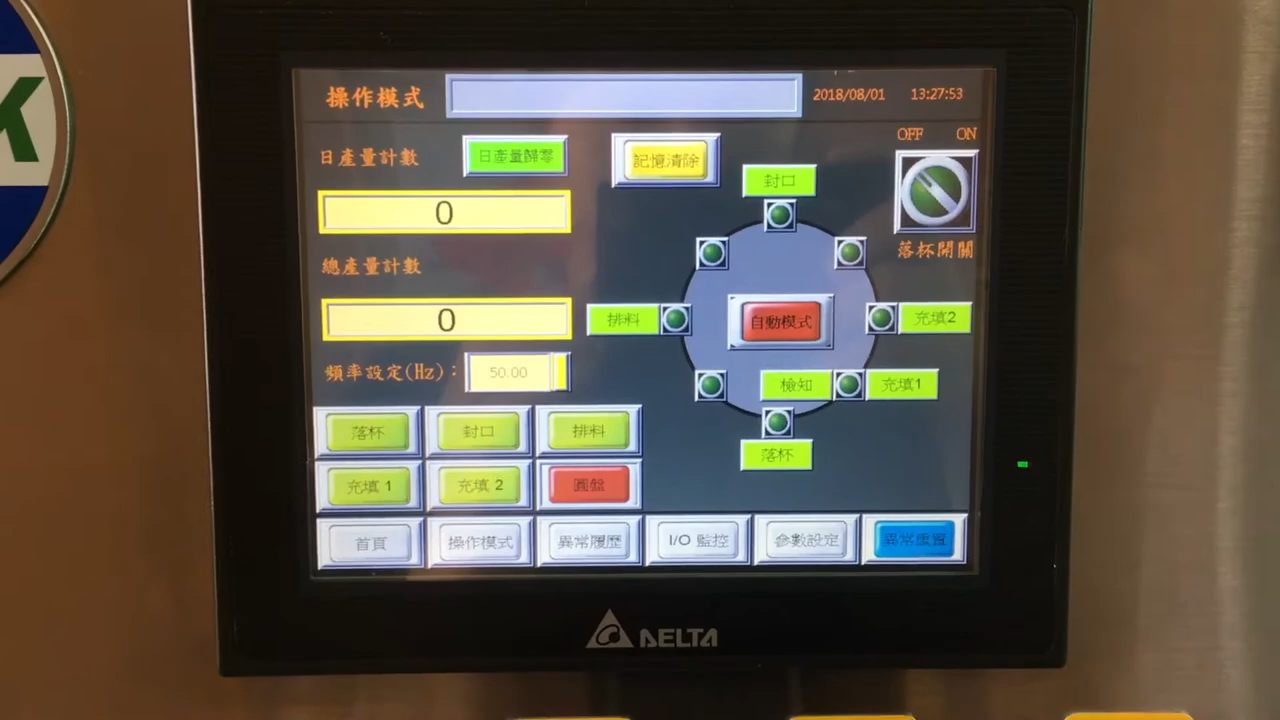 操作模式 2018/08/01 13:27:53
OFF ON
日產量計數 日產量歸零 記憶清除
封口
0
落杯開關
總產量計數
0 排料 自動模式 充填2
頻率設定(Hz): 50.00
檢知 充填1
落杯 封口 排料
落杯
充填 1 充填 2 圓盤
首頁 操作模式 異常履歷 I/O 監控 參數設定 異常重置
DELTA
K